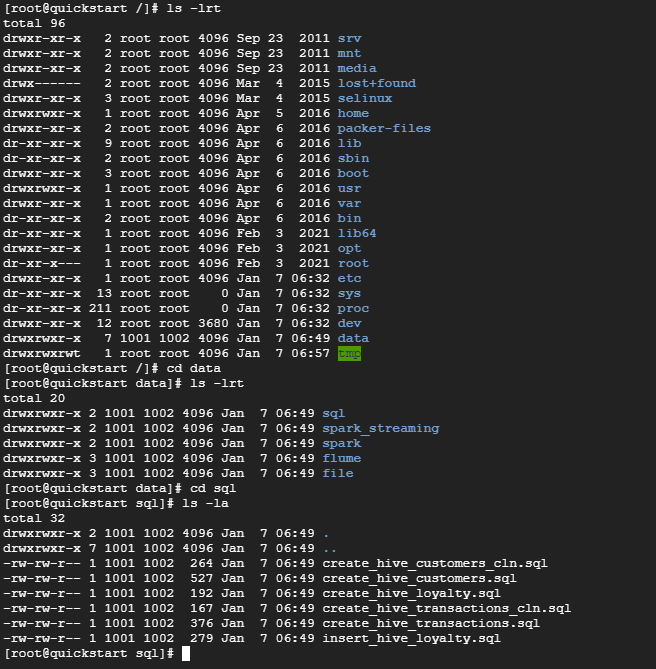 [root@quickstart /]# ls -lrt
total 96
drwxr-xr-x   2 root root 4096 Sep 23  2011 srv
drwxr-xr-x   2 root root 4096 Sep 23  2011 mnt
drwxr-xr-x   2 root root 4096 Sep 23  2011 media
drwx------   2 root root 4096 Mar  4  2015 lost+found
drwxr-xr-x   3 root root 4096 Mar  4  2015 selinux
drwxrwxr-x   1 root root 4096 Apr  5  2016 home
drwxrwxr-x   2 root root 4096 Apr  6  2016 packer-files
dr-xr-xr-x   9 root root 4096 Apr  6  2016 lib
dr-xr-xr-x   2 root root 4096 Apr  6  2016 sbin
drwxrwxr-x   3 root root 4096 Apr  6  2016 boot
drwxrwxr-x   1 root root 4096 Apr  6  2016 usr
drwxr-xr-x   1 root root 4096 Apr  6  2016 var
dr-xr-xr-x   2 root root 4096 Apr  6  2016 bin
dr-xr-xr-x   1 root root 4096 Feb  3  2021 lib64
drwxrwxr-x   1 root root 4096 Feb  3  2021 opt
dr-xr-x---   1 root root 4096 Feb  3  2021 root
drwxr-xr-x   1 root root 4096 Jan  7 06:32 etc
dr-xr-xr-x  13 root root    0 Jan  7 06:32 sys
dr-xr-xr-x 211 root root    0 Jan  7 06:32 proc
drwxr-xr-x  12 root root 3680 Jan  7 06:32 dev
drwxrwxr-x   7 1001 1002 4096 Jan  7 06:49 data
drwxrwxrwt   1 root root 4096 Jan  7 06:57 tmp
[root@quickstart /]# cd data
[root@quickstart data]# ls -lrt
total 20
drwxrwxr-x 2 1001 1002 4096 Jan  7 06:49 sql
drwxrwxr-x 2 1001 1002 4096 Jan  7 06:49 spark_streaming
drwxrwxr-x 2 1001 1002 4096 Jan  7 06:49 spark
drwxrwxr-x 3 1001 1002 4096 Jan  7 06:49 flume
drwxrwxr-x 3 1001 1002 4096 Jan  7 06:49 file
[root@quickstart data]# cd sql
[root@quickstart sql]# ls -la
total 32
drwxrwxr-x 2 1001 1002 4096 Jan  7 06:49 .
drwxrwxr-x 7 1001 1002 4096 Jan  7 06:49 ..
-rw-rw-r-- 1 1001 1002  264 Jan  7 06:49 create_hive_customers_cln.sql
-rw-rw-r-- 1 1001 1002  527 Jan  7 06:49 create_hive_customers.sql
-rw-rw-r-- 1 1001 1002  192 Jan  7 06:49 create_hive_loyalty.sql
-rw-rw-r-- 1 1001 1002  167 Jan  7 06:49 create_hive_transactions_cln.sql
-rw-rw-r-- 1 1001 1002  376 Jan  7 06:49 create_hive_transactions.sql
-rw-rw-r-- 1 1001 1002  279 Jan  7 06:49 insert_hive_loyalty.sql
[root@quickstart sql]#